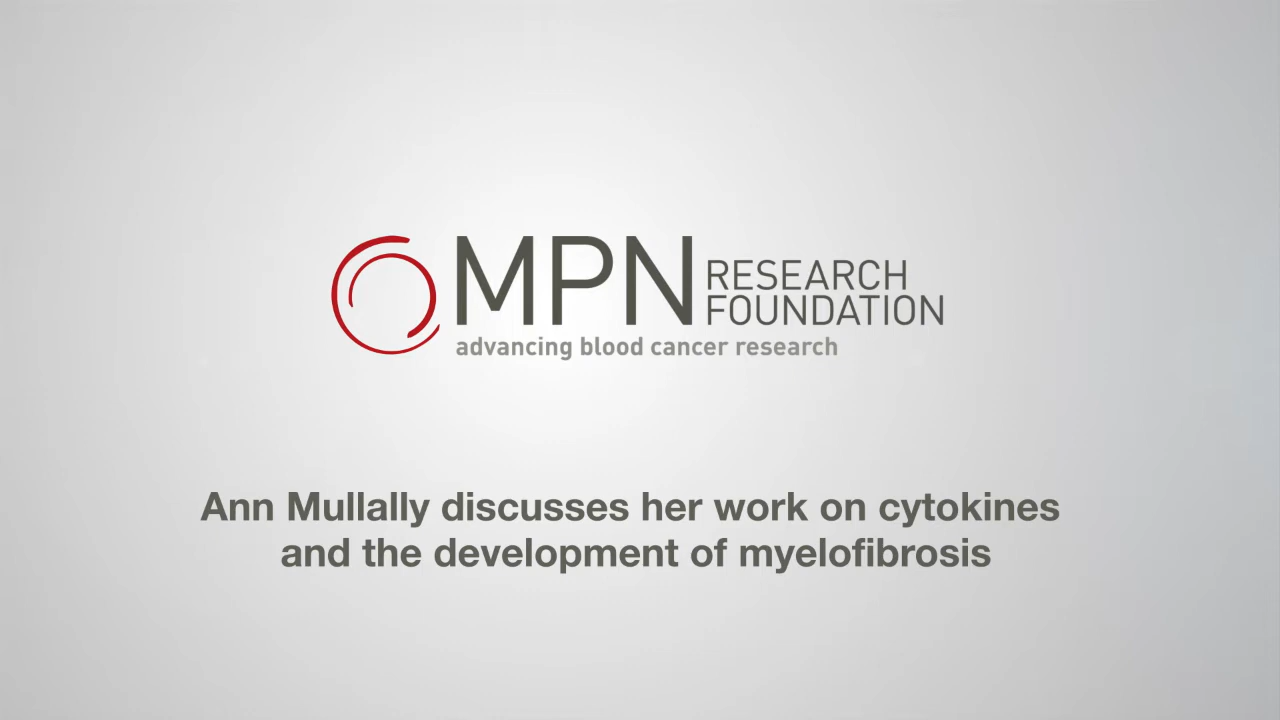 MPN RESEARCH
FOUNDATION
advancing blood cancer research
Ann Mullally discusses her work on cytokines
and the development of myelofibrosis